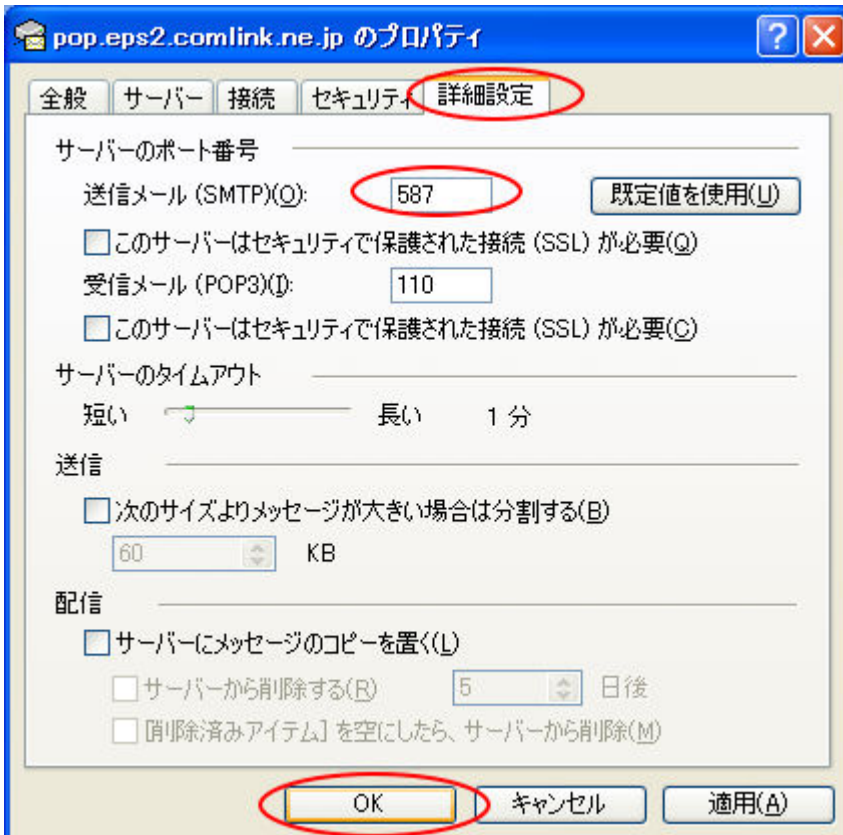 pop.eps2.comlink.ne.jp のプロパティ
全般 サーバー 接続 セキュリティ 詳細設定
サーバーのポート番号
送信メール (SMTP)(O): 587 既定値を使用(U)
このサーバーはセキュリティで保護された接続 (SSL) が必要(Q)
受信メール (POP3)(I): 110
このサーバーはセキュリティで保護された接続 (SSL) が必要(C)
サーバーのタイムアウト
短い 長い 1 分
送信
次のサイズよりメッセージが大きい場合は分割する(B)
60 KB
配信
サーバーにメッセージのコピーを置く(L)
サーバーから削除する(R) 5 日後
[削除済みアイテム] を空にしたら、サーバーから削除(M)
OK キャンセル 適用(A)